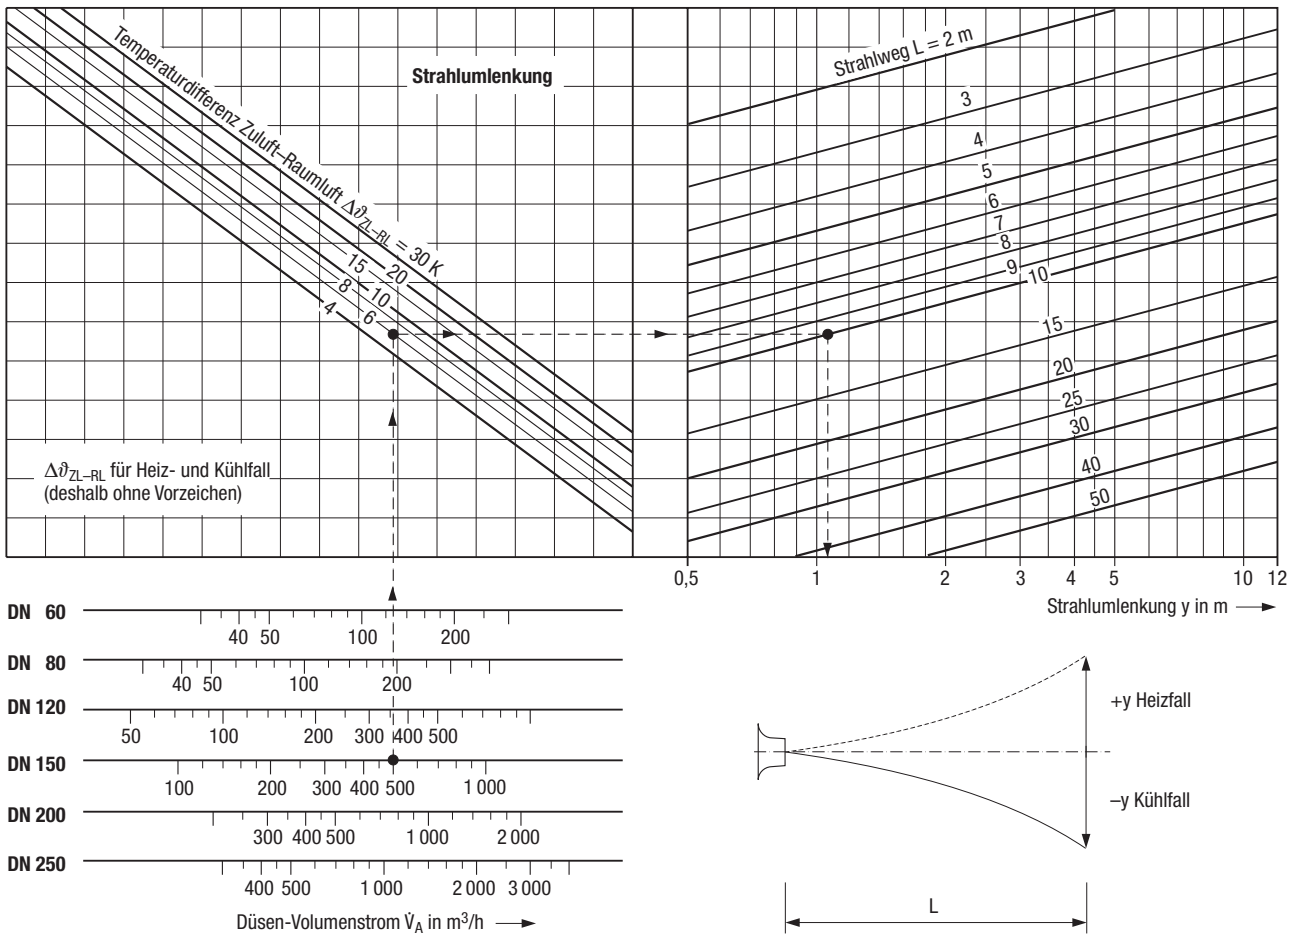 Temperaturdifferenz Zuluft–Raumluft ΔϑZL–RL = 30 K
Strahlumlenkung
20
15
10
8
6
4
ΔϑZL–RL für Heiz- und Kühlfall
(deshalb ohne Vorzeichen)
Strahlweg L = 2 m
3
4
5
6
7
8
9
10
15
20
25
30
40
50
0,5 1 2 3 4 5 10 12
Strahlumlenkung y in m
DN 60
40 50 100 200
DN 80
40 50 100 200
DN 120
50 100 200 300 400 500
DN 150
100 200 300 400 500 1 000
DN 200
300 400 500 1 000 2 000
DN 250
400 500 1 000 2 000 3 000
Düsen-Volumenstrom V̇A in m³/h
+y Heizfall
–y Kühlfall
L